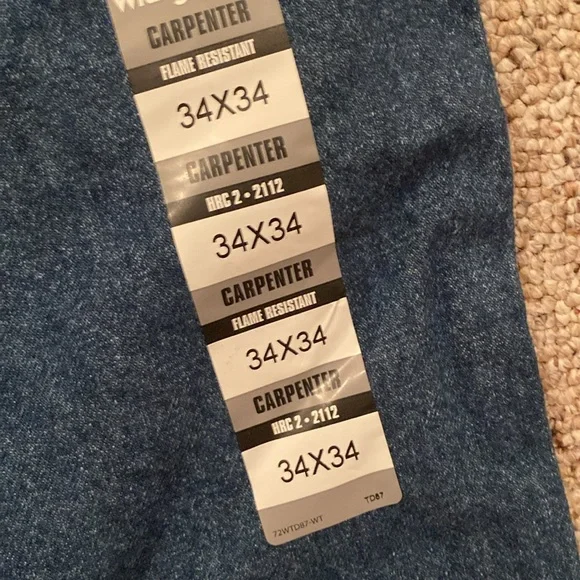 CARPENTER
FLAME RESISTANT
34X34
CARPENTER
HRC 2 • 2112
34X34
CARPENTER
FLAME RESISTANT
34X34
CARPENTER
HRC 2 • 2112
34X34
72WTD87-WT TD87